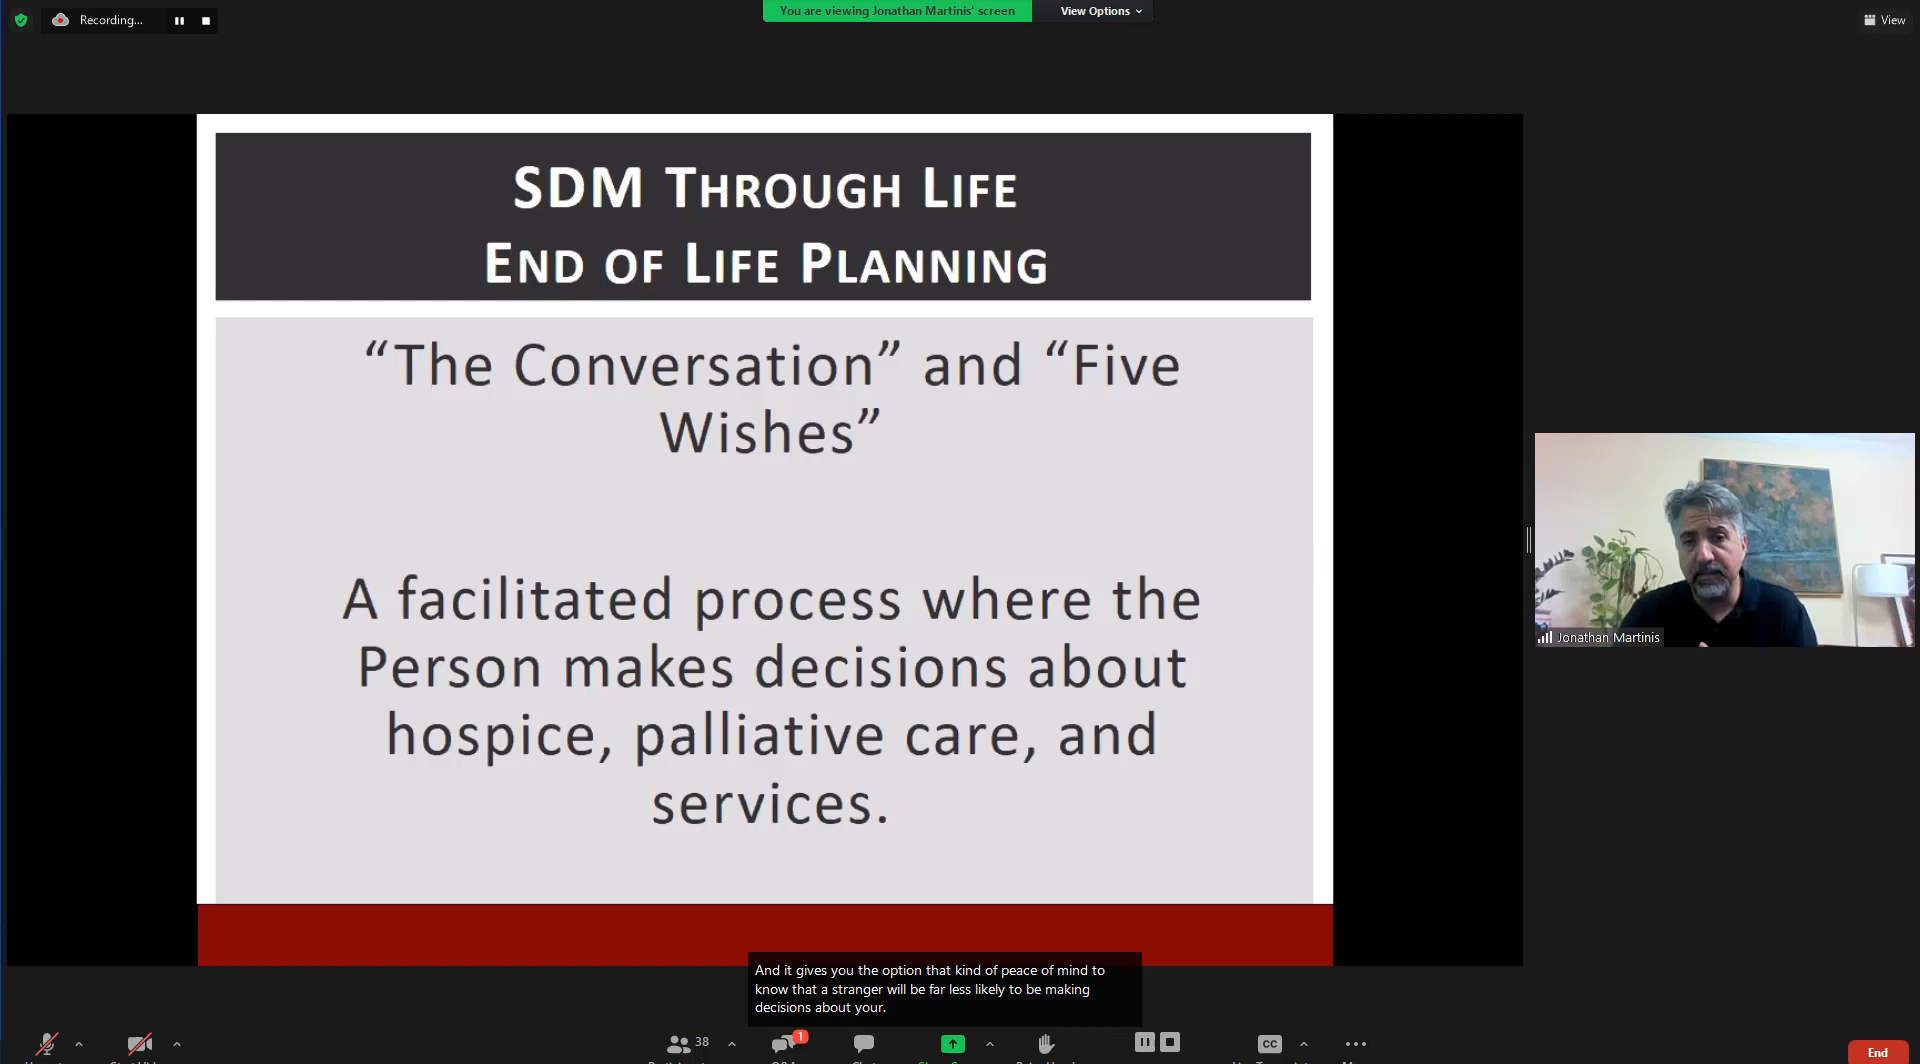 Recording...
You are viewing Jonathan Martinis' screen
View Options
View
SDM THROUGH LIFE
END OF LIFE PLANNING
“The Conversation” and “Five
Wishes”
A facilitated process where the
Person makes decisions about
hospice, palliative care, and
services.
Jonathan Martinis
And it gives you the option that kind of peace of mind to
know that a stranger will be far less likely to be making
decisions about your.
38
1
CC
End